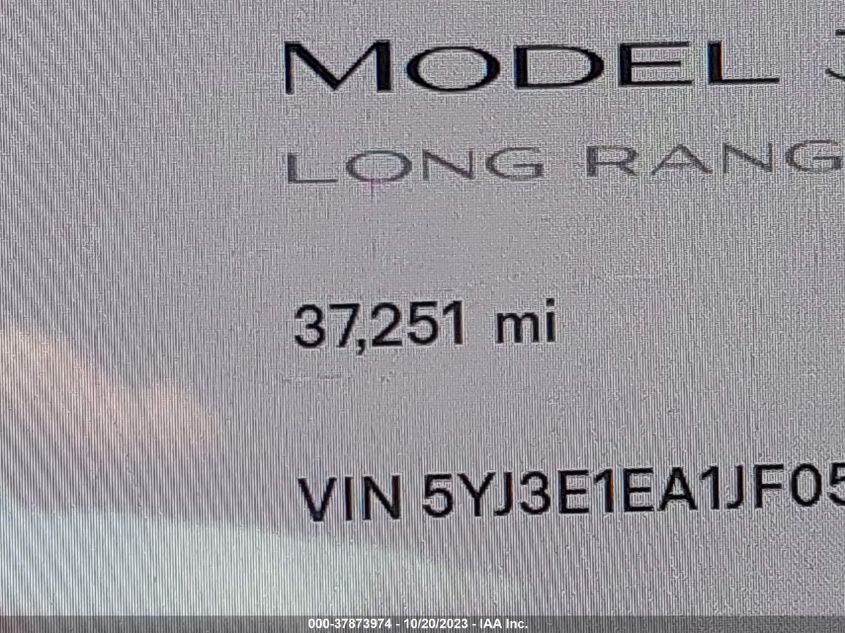 MODEL
LONG RANG
37,251 mi
VIN 5YJ3E1EA1JF05
000-37873974 - 10/20/2023 - IAA Inc.